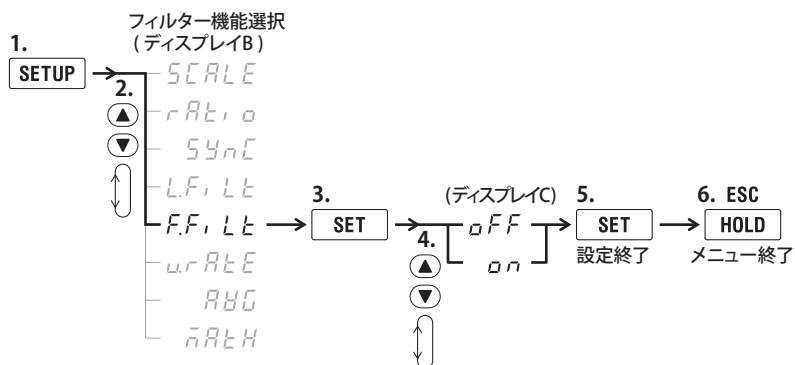 フィルター機能選択
(ディスプレイB)
1.
SETUP
2.
SCALE
rAtio
SYnC
L.FiLt
F.FiLt
u.rAtE
AVG
MAtH
3.
SET
4.
(ディスプレイC)
oFF
on
5.
SET
設定終了
6. ESC
HOLD
メニュー終了